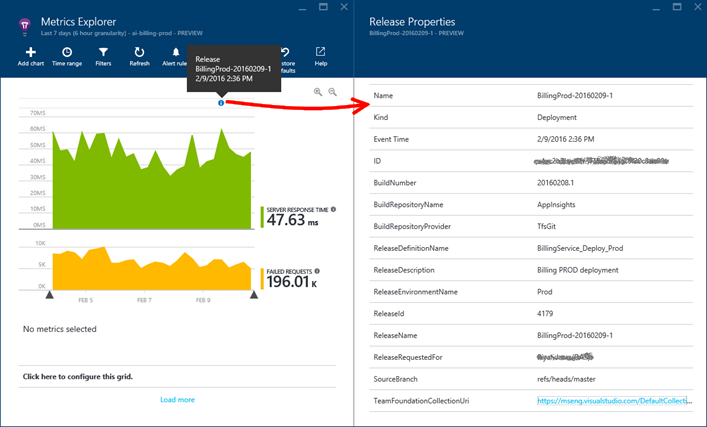 Metrics Explorer
Last 7 days (6 hour granularity) - ai-billing-prod - PREVIEW
Add chart
Time range
Filters
Refresh
Alert rule
Help
Release
BillingProd-20160209-1
2/9/2016 2:36 PM
70MS
60MS
50MS
40MS
30MS
20MS
10MS
0MS
SERVER RESPONSE TIME
47.63 ms
10K
5K
0K
FAILED REQUESTS
196.01 K
FEB 5
FEB 7
FEB 9
No metrics selected
Click here to configure this grid.
Load more
Release Properties
BillingProd-20160209-1 - PREVIEW
Name BillingProd-20160209-1
Kind Deployment
Event Time 2/9/2016 2:36 PM
ID
BuildNumber 20160208.1
BuildRepositoryName AppInsights
BuildRepositoryProvider TfsGit
ReleaseDefinitionName BillingService_Deploy_Prod
ReleaseDescription Billing PROD deployment
ReleaseEnvironmentName Prod
ReleaseId 4179
ReleaseName BillingProd-20160209-1
ReleaseRequestedFor
SourceBranch refs/heads/master
TeamFoundationCollectionUri https://mseng.visualstudio.com/DefaultCollecti...